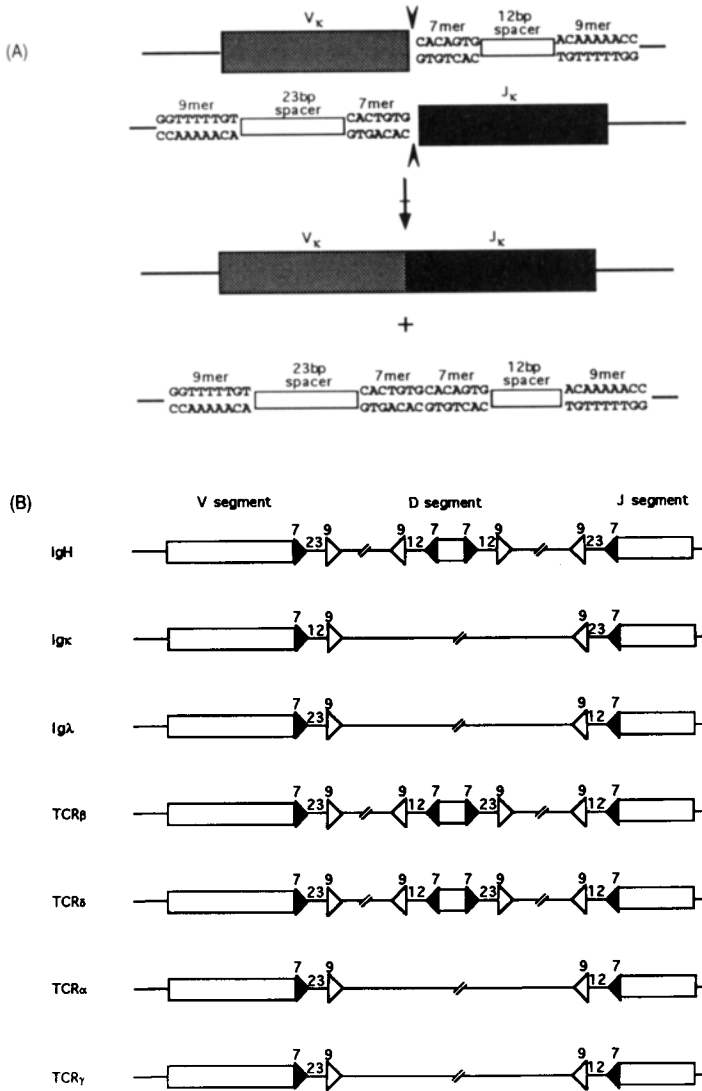 (A)
Vκ 7mer 12bp spacer 9mer
CACAGTG ACAAAAACC
GTGTCAC TGTTTTTGG
9mer 23bp spacer 7mer Jκ
GGTTTTTGT CACTGTG
CCAAAAACA GTGACAC
Vκ Jκ
+
9mer 23bp spacer 7mer 7mer 12bp spacer 9mer
GGTTTTTGT CACTGTGCACAGTG ACAAAAACC
CCAAAAACA GTGACACGTGTCAC TGTTTTTGG
(B)
V segment D segment J segment
IgH 7 23 9 9 12 7 7 12 9 9 23 7
Igκ 7 12 9 9 23 7
Igλ 7 23 9 9 12 7
TCRβ 7 23 9 9 12 7 7 23 9 9 12 7
TCRδ 7 23 9 9 12 7 7 23 9 9 12 7
TCRα 7 23 9 9 12 7
TCRγ 7 23 9 9 12 7